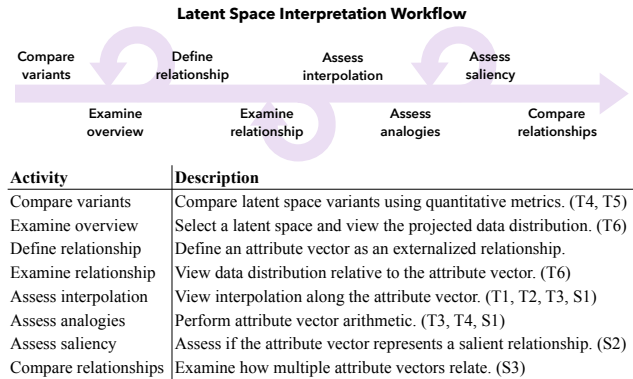 Latent Space Interpretation Workflow
Compare variants
Define relationship
Assess interpolation
Assess saliency
Examine overview
Examine relationship
Assess analogies
Compare relationships
Activity Description
Compare variants Compare latent space variants using quantitative metrics. (T4, T5)
Examine overview Select a latent space and view the projected data distribution. (T6)
Define relationship Define an attribute vector as an externalized relationship.
Examine relationship View data distribution relative to the attribute vector. (T6)
Assess interpolation View interpolation along the attribute vector. (T1, T2, T3, S1)
Assess analogies Perform attribute vector arithmetic. (T3, T4, S1)
Assess saliency Assess if the attribute vector represents a salient relationship. (S2)
Compare relationships Examine how multiple attribute vectors relate. (S3)